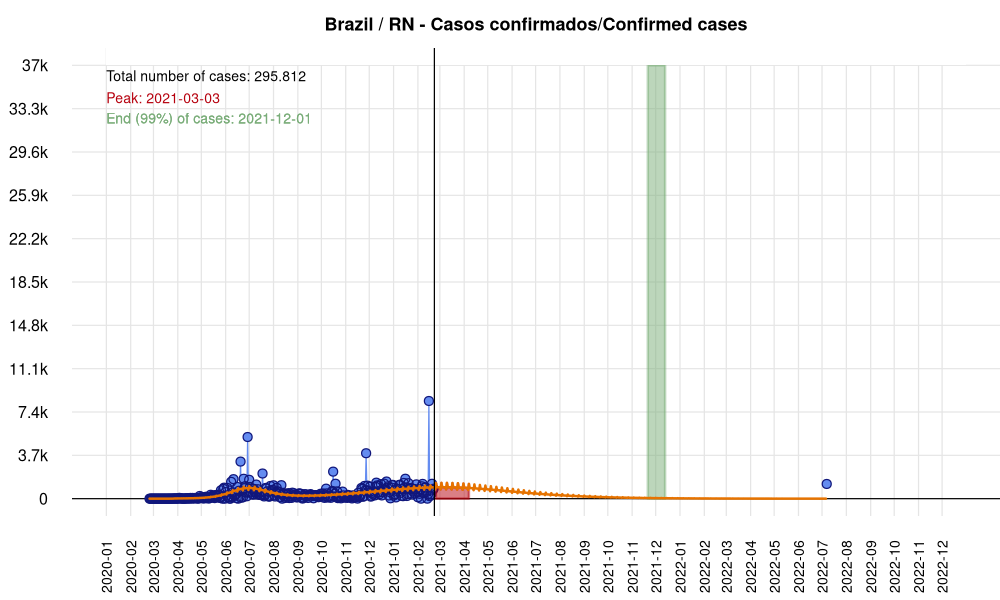 Brazil / RN - Casos confirmados/Confirmed cases
Total number of cases: 295.812
Peak: 2021-03-03
End (99%) of cases: 2021-12-01
37k
33.3k
29.6k
25.9k
22.2k
18.5k
14.8k
11.1k
7.4k
3.7k
0
2020-01
2020-02
2020-03
2020-04
2020-05
2020-06
2020-07
2020-08
2020-09
2020-10
2020-11
2020-12
2021-01
2021-02
2021-03
2021-04
2021-05
2021-06
2021-07
2021-08
2021-09
2021-10
2021-11
2021-12
2022-01
2022-02
2022-03
2022-04
2022-05
2022-06
2022-07
2022-08
2022-09
2022-10
2022-11
2022-12